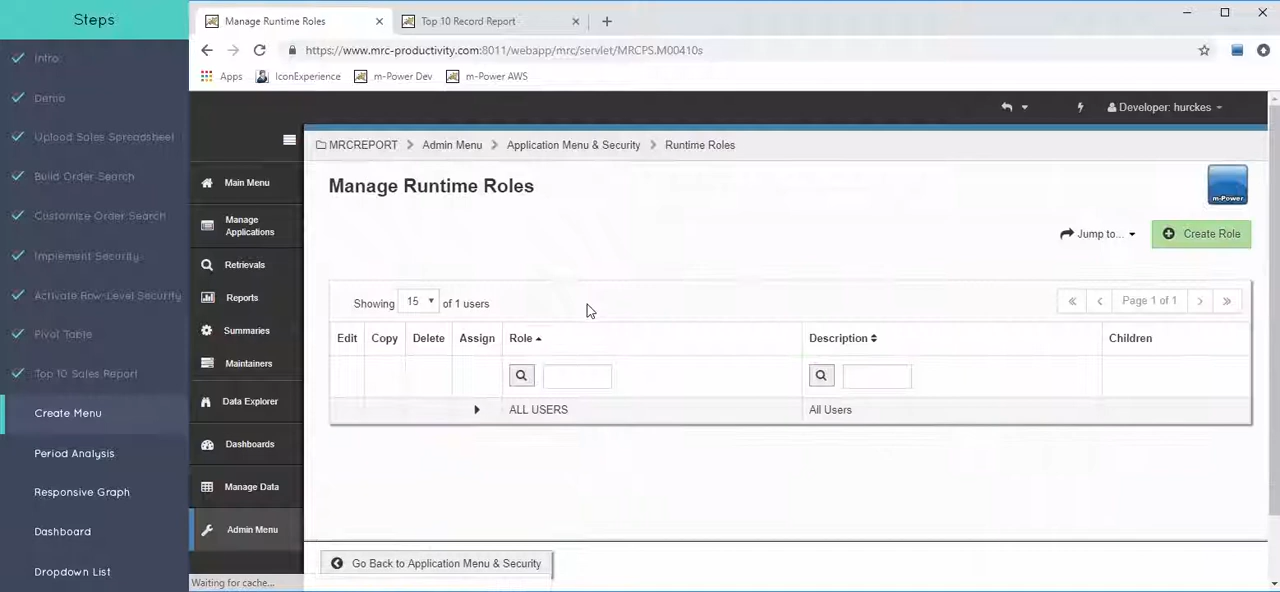 Steps
Intro
Demo
Upload Sales Spreadsheet
Build Order Search
Customize Order Search
Implement Security
Activate Row-Level Security
Pivot Table
Top 10 Sales Report
Create Menu
Period Analysis
Responsive Graph
Dashboard
Dropdown List
Manage Runtime Roles
Top 10 Record Report
https://www.mrc-productivity.com:8011/webapp/mrc/servlet/MRCPS.M00410s
Apps
IconExperience
m-Power Dev
m-Power AWS
Developer: hurckes
Main Menu
Manage
Applications
Retrievals
Reports
Summaries
Maintainers
Data Explorer
Dashboards
Manage Data
Admin Menu
MRCREPORT > Admin Menu > Application Menu & Security > Runtime Roles
Manage Runtime Roles
m-Power
Jump to...
Create Role
Showing 15 of 1 users
« ‹ Page 1 of 1 › »
Edit Copy Delete Assign Role Description Children
ALL USERS All Users
Go Back to Application Menu & Security
Waiting for cache...